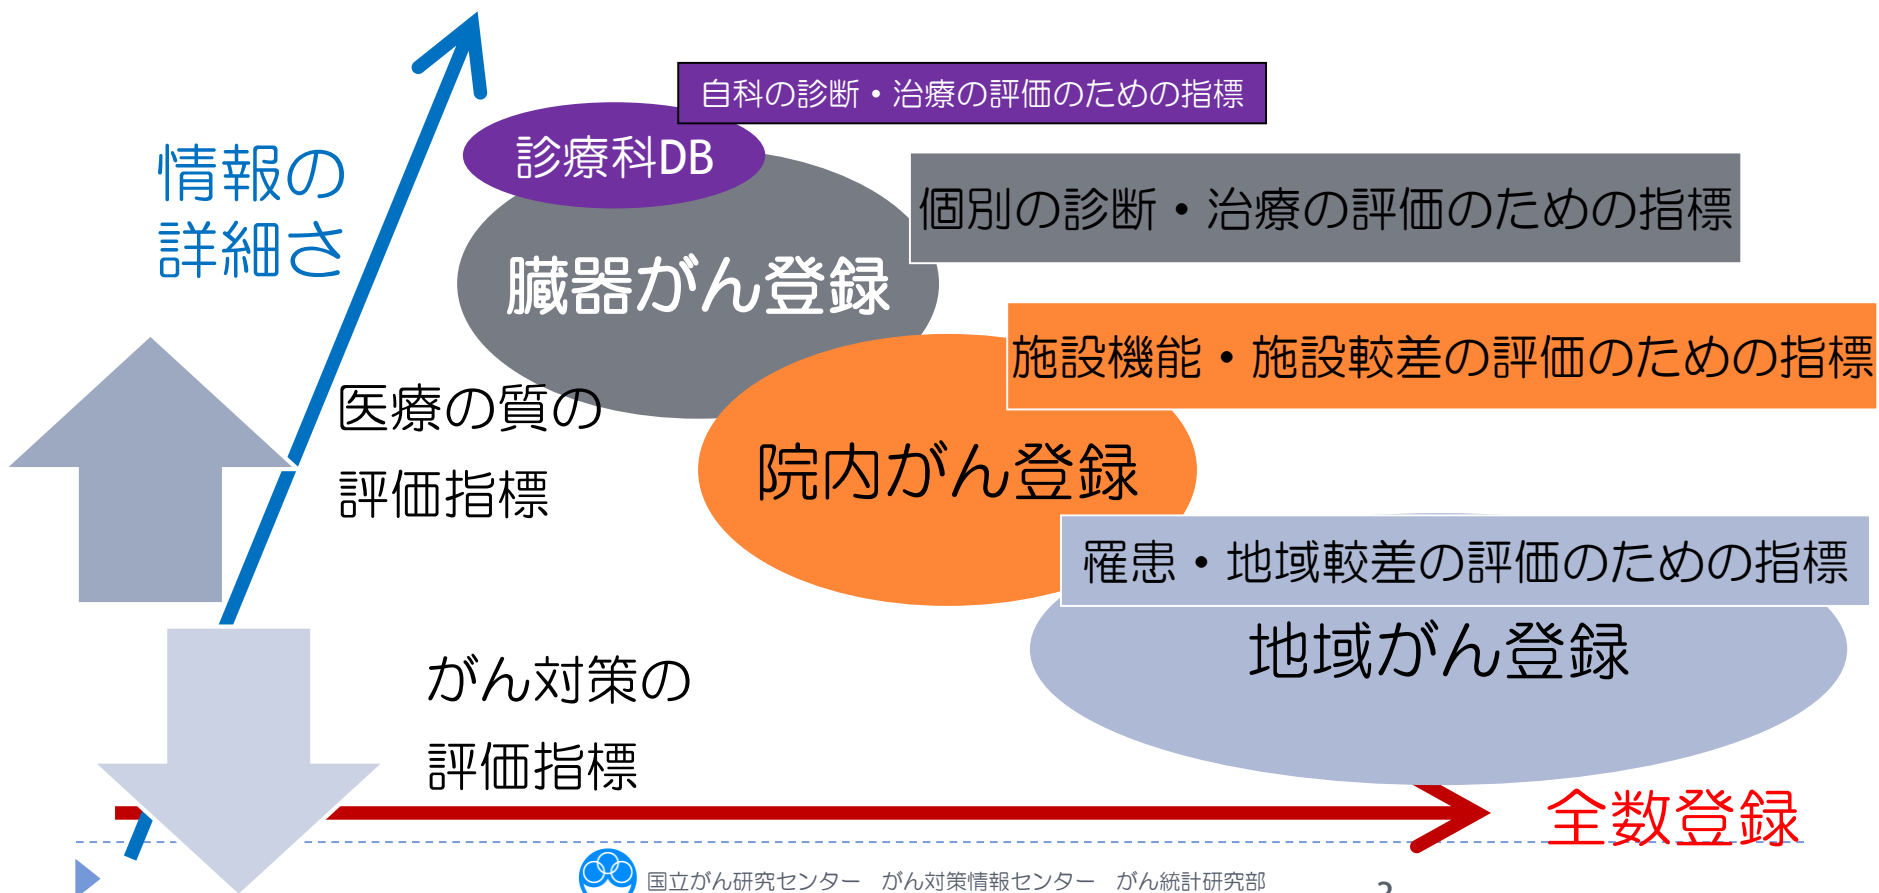 自科の診断・治療の評価のための指標
診療科DB
情報の
詳細さ
個別の診断・治療の評価のための指標
臓器がん登録
施設機能・施設較差の評価のための指標
医療の質の
評価指標
院内がん登録
罹患・地域較差の評価のための指標
地域がん登録
がん対策の
評価指標
全数登録
国立がん研究センター　がん対策情報センター　がん統計研究部